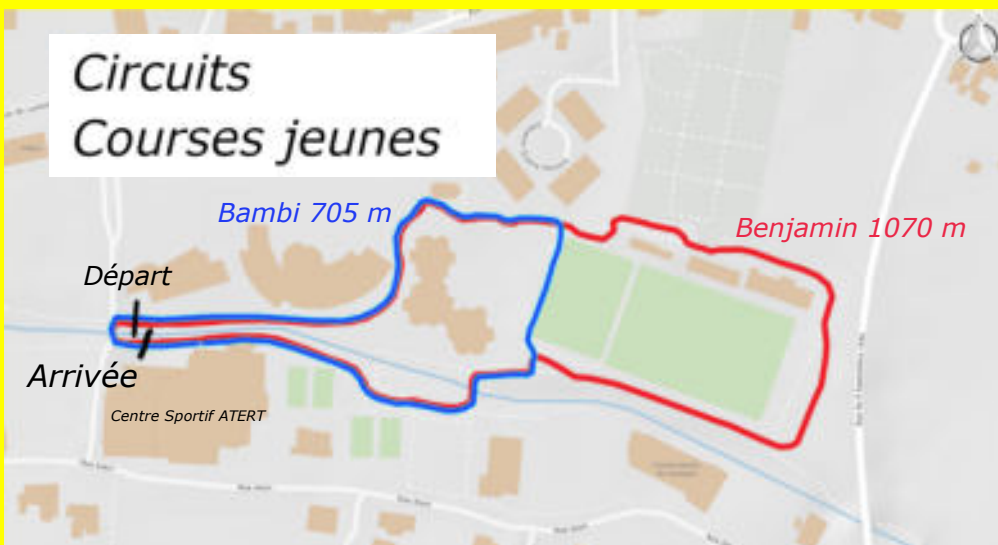 Circuits
Courses jeunes
Bambi 705 m
Benjamin 1070 m
Départ
Arrivée
Centre Sportif ATERT